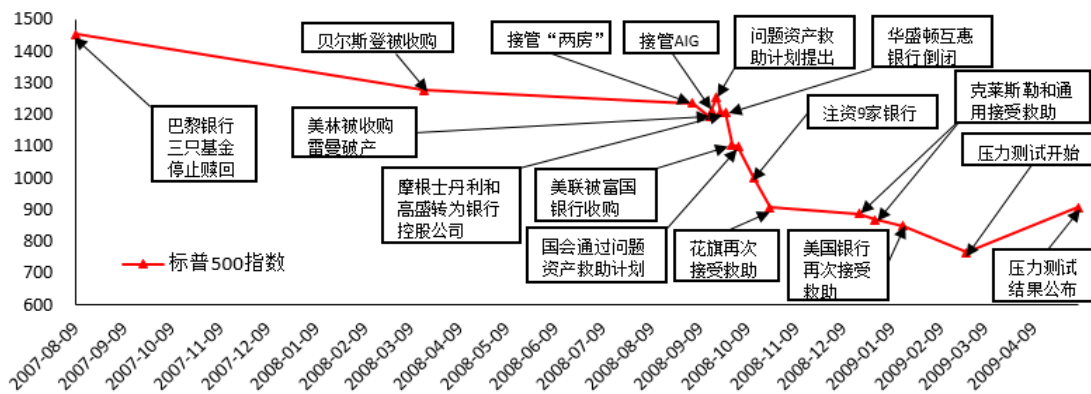 1500
1400
1300
1200
1100
1000
900
800
700
600
贝尔斯登被收购
接管“两房”
接管AIG
问题资产救
助计划提出
华盛顿互惠
银行倒闭
克莱斯勒和通
用接受救助
巴黎银行
三只基金
停止赎回
美林被收购
雷曼破产
注资9家银行
压力测试开始
摩根士丹利和
高盛转为银行
控股公司
美联被富国
银行收购
国会通过问题
资产救助计划
花旗再次
接受救助
美国银行
再次接受
救助
压力测试
结果公布
标普500指数
2007-08-09
2007-09-09
2007-10-09
2007-11-09
2007-12-09
2008-01-09
2008-02-09
2008-03-09
2008-04-09
2008-05-09
2008-06-09
2008-07-09
2008-08-09
2008-09-09
2008-10-09
2008-11-09
2008-12-09
2009-01-09
2009-02-09
2009-03-09
2009-04-09